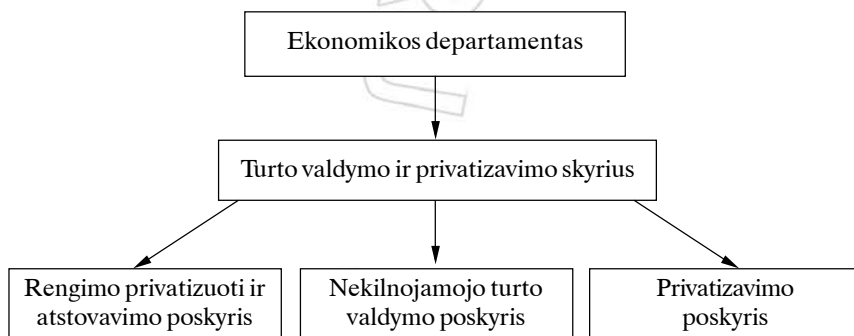 Ekonomikos departamentas
Turto valdymo ir privatizavimo skyrius
Rengimo privatizuoti ir
atstovavimo poskyris
Nekilnojamojo turto
valdymo poskyris
Privatizavimo
poskyris